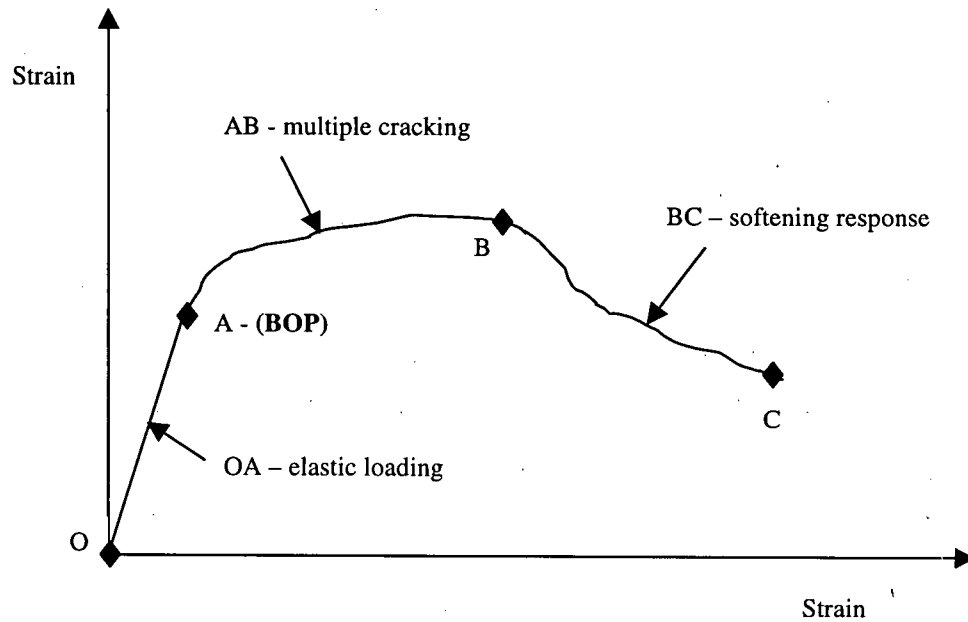 Strain
AB - multiple cracking
BC – softening response
B
A - (BOP)
C
OA – elastic loading
O
Strain